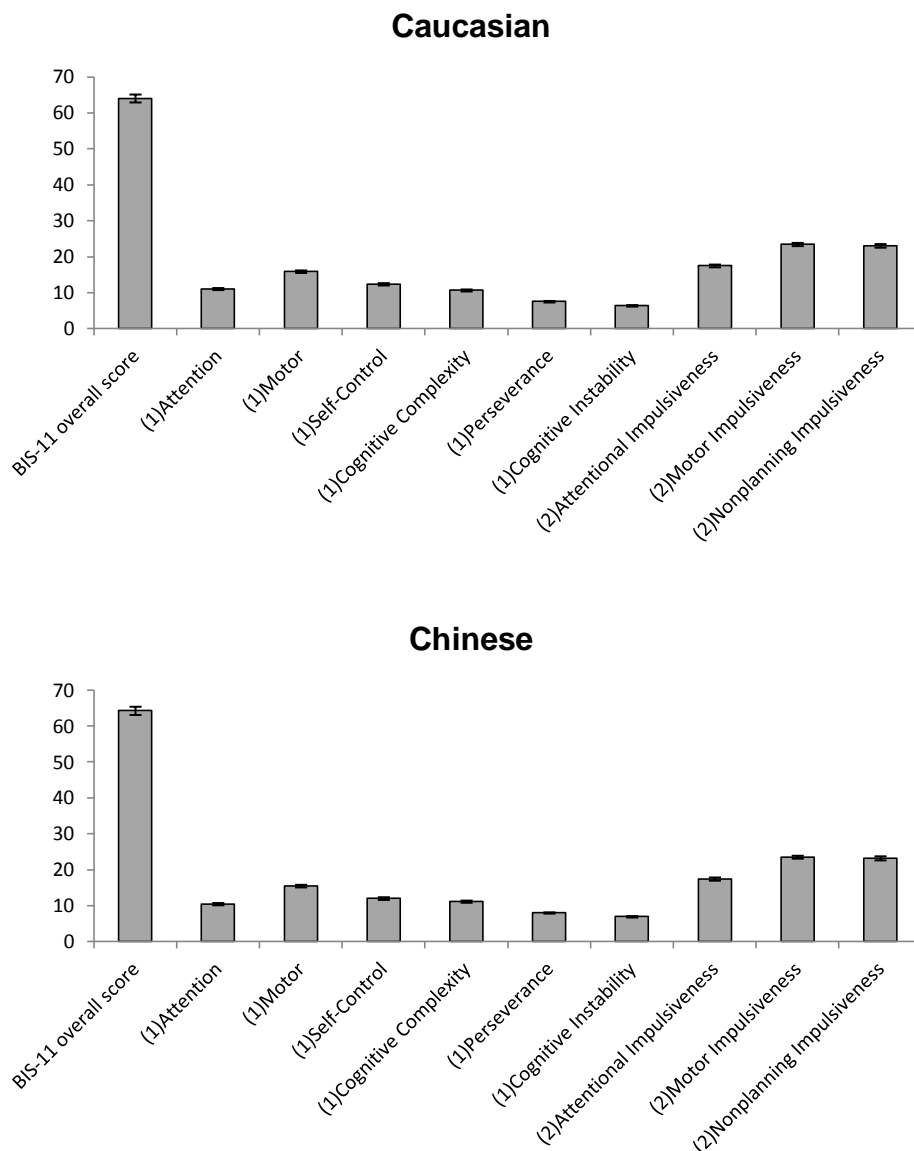 Caucasian
70
60
50
40
30
20
10
0
BIS-11 overall score
(1)Attention
(1)Motor
(1)Self-Control
(1)Cognitive Complexity
(1)Perseverance
(1)Cognitive Instability
(2)Attentional Impulsiveness
(2)Motor Impulsiveness
(2)Nonplanning Impulsiveness
Chinese
70
60
50
40
30
20
10
0
BIS-11 overall score
(1)Attention
(1)Motor
(1)Self-Control
(1)Cognitive Complexity
(1)Perseverance
(1)Cognitive Instability
(2)Attentional Impulsiveness
(2)Motor Impulsiveness
(2)Nonplanning Impulsiveness